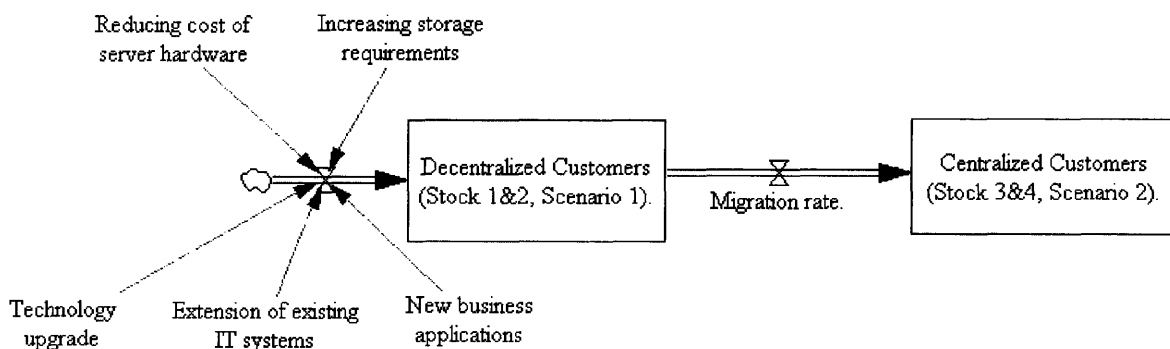 Reducing cost of
server hardware
Increasing storage
requirements
Decentralized Customers
(Stock 1&2, Scenario 1).
Migration rate.
Centralized Customers
(Stock 3&4, Scenario 2).
Technology
upgrade
Extension of existing
IT systems
New business
applications